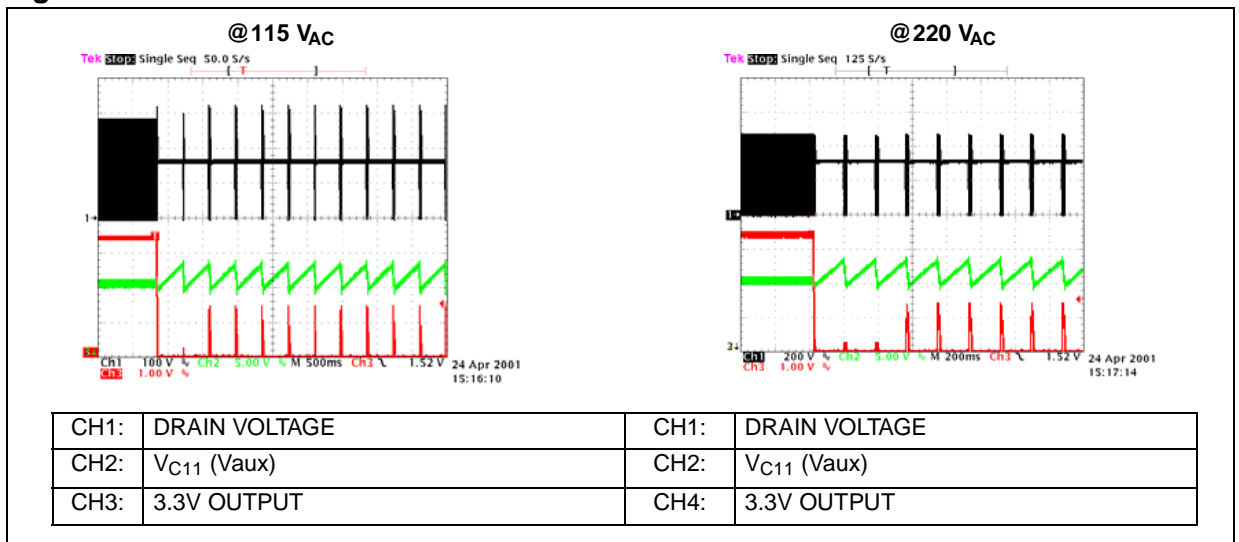 @115 VAC
@220 VAC
Tek Stop: Single Seq 50.0 S/s
Tek Stop: Single Seq 125 S/s
T
T
1→
1→
3→
3→
Ch1 100 V Ch2 5.00 V M 500ms Ch3 1.52 V
Ch3 1.00 V
24 Apr 2001
15:16:10
Ch1 200 V Ch2 5.00 V M 200ms Ch3 1.52 V
Ch3 1.00 V
24 Apr 2001
15:17:14
CH1: DRAIN VOLTAGE CH1: DRAIN VOLTAGE
CH2: VC11 (Vaux) CH2: VC11 (Vaux)
CH3: 3.3V OUTPUT CH4: 3.3V OUTPUT